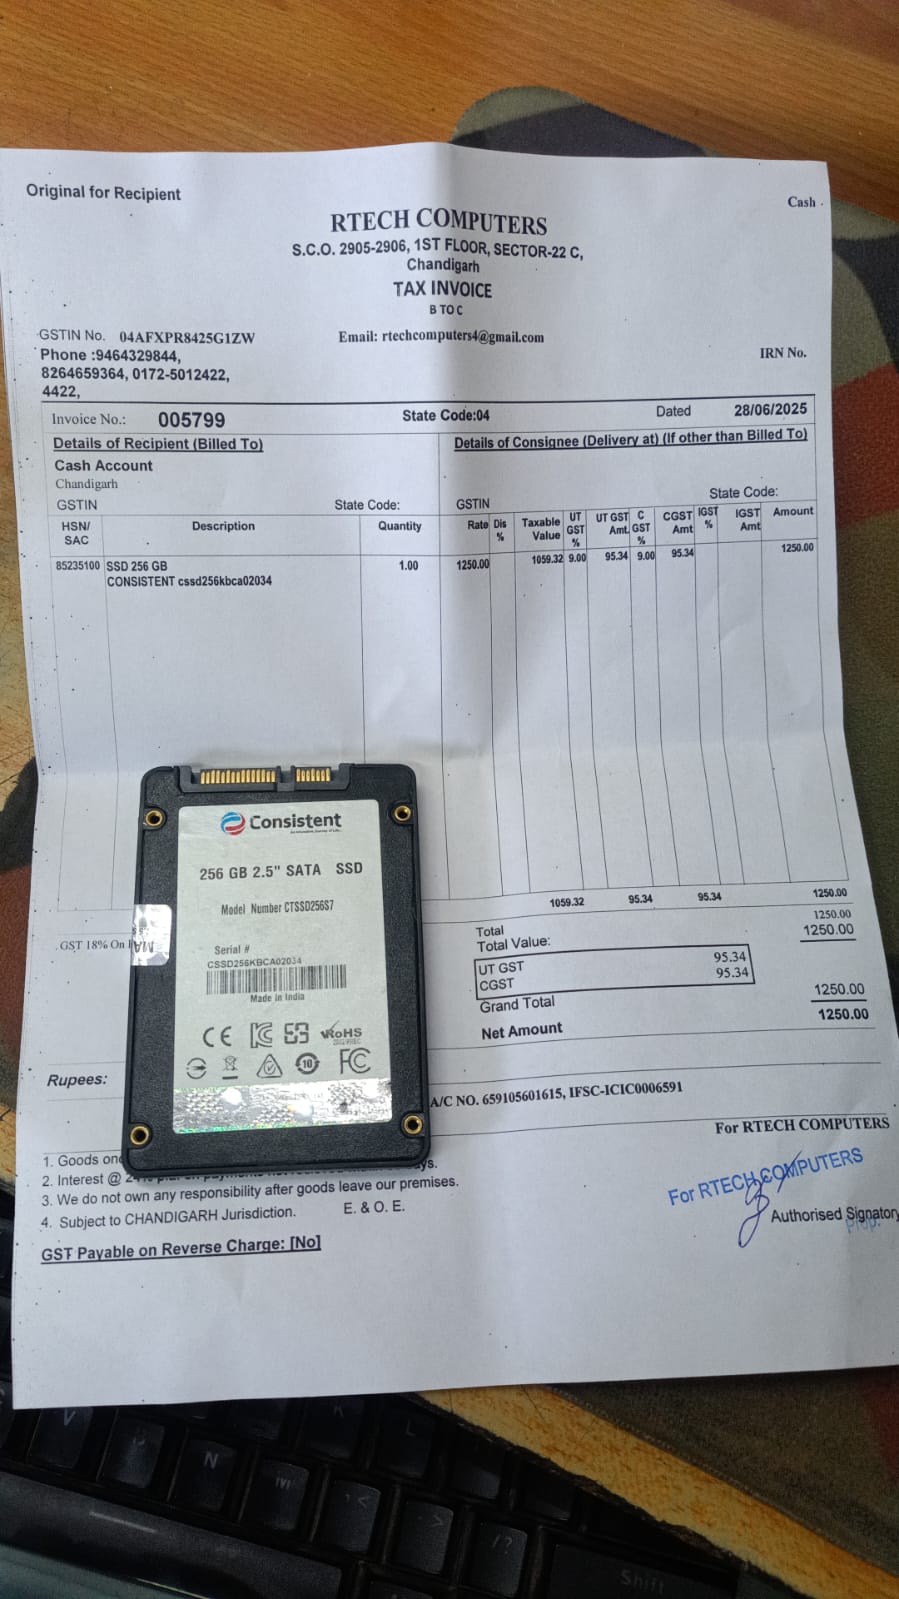 Original for Recipient
Cash
RTECH COMPUTERS
S.C.O. 2905-2906, 1ST FLOOR, SECTOR-22 C,
Chandigarh
TAX INVOICE
B TO C
GSTIN No. 04AFXPR8425G1ZW
Email: rtechcomputers4@gmail.com
Phone :9464329844,
8264659364, 0172-5012422,
4422,
IRN No.
Invoice No.: 005799 State Code:04 Dated 28/06/2025
Details of Recipient (Billed To) Details of Consignee (Delivery at) (If other than Billed To)
Cash Account
Chandigarh
GSTIN State Code: GSTIN State Code:
HSN/ SAC Description Quantity Rate Dis % Taxable Value UT GST % UT GST Amt. C GST % CGST Amt IGST % IGST Amt Amount
85235100 SSD 256 GB 1.00 1250.00 1059.32 9.00 95.34 9.00 95.34 1250.00
CONSISTENT cssd256kbca02034
1059.32 95.34 95.34 1250.00
Total 1250.00
Total Value: 1250.00
UT GST 95.34
CGST 95.34
Grand Total 1250.00
Net Amount 1250.00
GST 18% On
Consistent
256 GB 2.5" SATA SSD
Model Number CTSSD256S7
Serial #
CSSD256KBCA02034
Made in India
CE
RoHS
10
FC
Rupees:
A/C NO. 659105601615, IFSC-ICIC0006591
For RTECH COMPUTERS
1. Goods
2. Interest @
3. We do not own any responsibility after goods leave our premises.
4. Subject to CHANDIGARH Jurisdiction. E. & O. E.
For RTECH COMPUTERS
Authorised Signatory
Prop.
GST Payable on Reverse Charge: [No]
V
N
M
K
L
<
>
/ ?
Shift